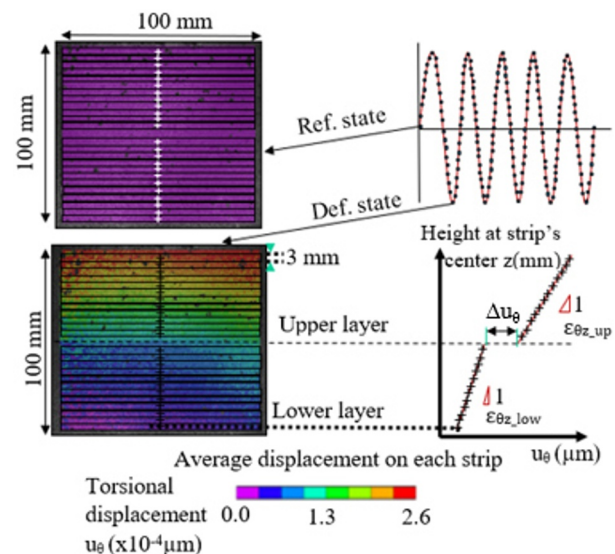 100 mm
100 mm
Ref. state
Def. state
100 mm
3 mm
Upper layer
Lower layer
Height at strip's
center z(mm)
Δuθ
1
εθz_up
1
εθz_low
uθ (μm)
Average displacement on each strip
Torsional
displacement
uθ (x10⁻⁴μm)
0.0 1.3 2.6